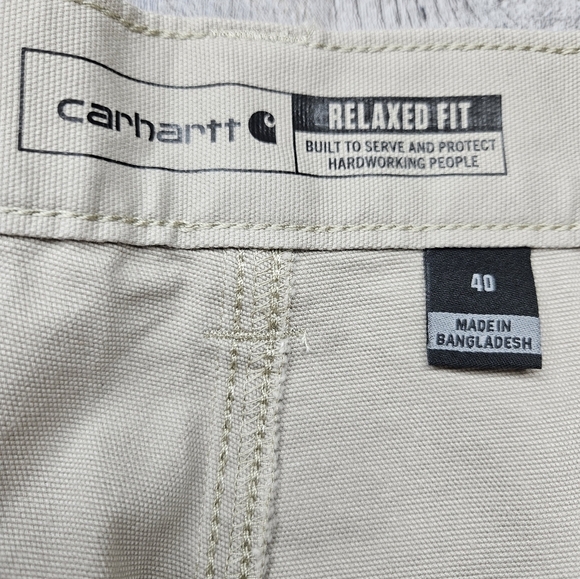 carhartt
RELAXED FIT
BUILT TO SERVE AND PROTECT
HARDWORKING PEOPLE
40
MADE IN
BANGLADESH